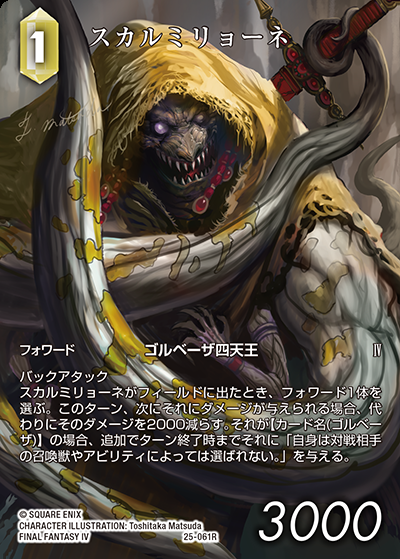 1
スカルミリョーネ
フォワード ゴルベーザ四天王 Ⅳ
バックアタック
スカルミリョーネがフィールドに出たとき、フォワード1体を
選ぶ。このターン、次にそれにダメージが与えられる場合、代
わりにそのダメージを2000減らす。それが【カード名(ゴルベー
ザ)】の場合、追加でターン終了時までそれに「自身は対戦相手
の召喚獣やアビリティによっては選ばれない。」を与える。
© SQUARE ENIX
CHARACTER ILLUSTRATION: Toshitaka Matsuda
FINAL FANTASY IV 25-061R
3000